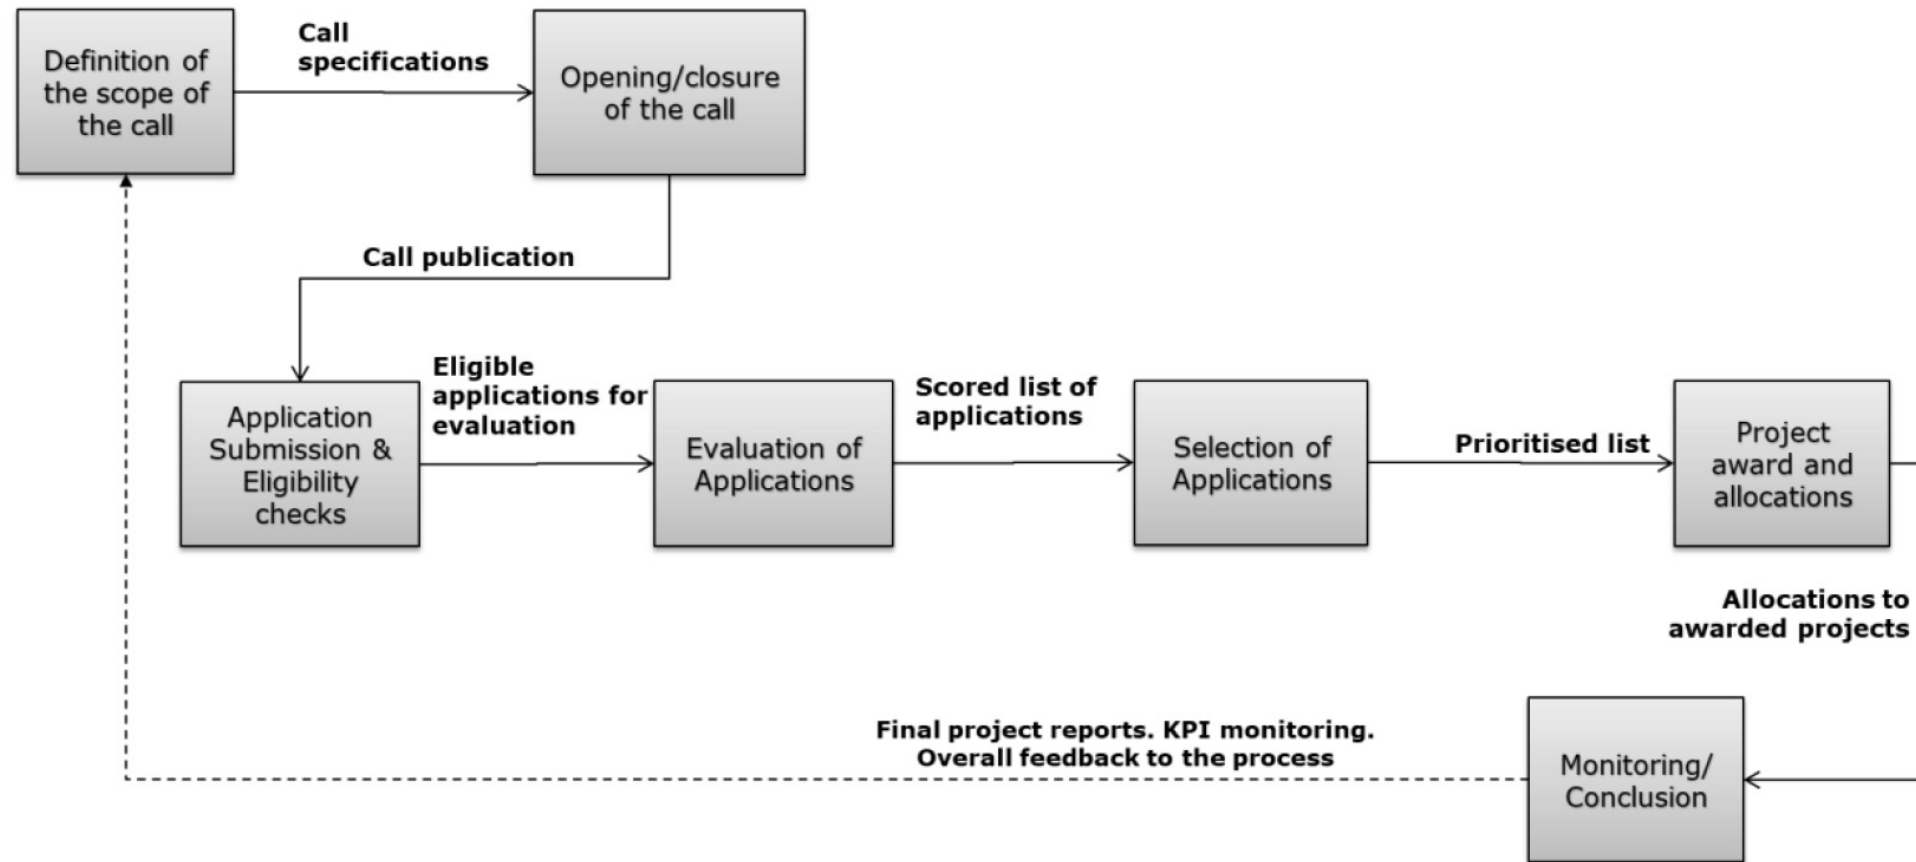 Definition of
the scope of
the call
Call
specifications
Opening/closure
of the call
Call publication
Application
Submission &
Eligibility
checks
Eligible
applications for
evaluation
Evaluation of
Applications
Scored list of
applications
Selection of
Applications
Prioritised list
Project
award and
allocations
Allocations to
awarded projects
Monitoring/
Conclusion
Final project reports. KPI monitoring.
Overall feedback to the process